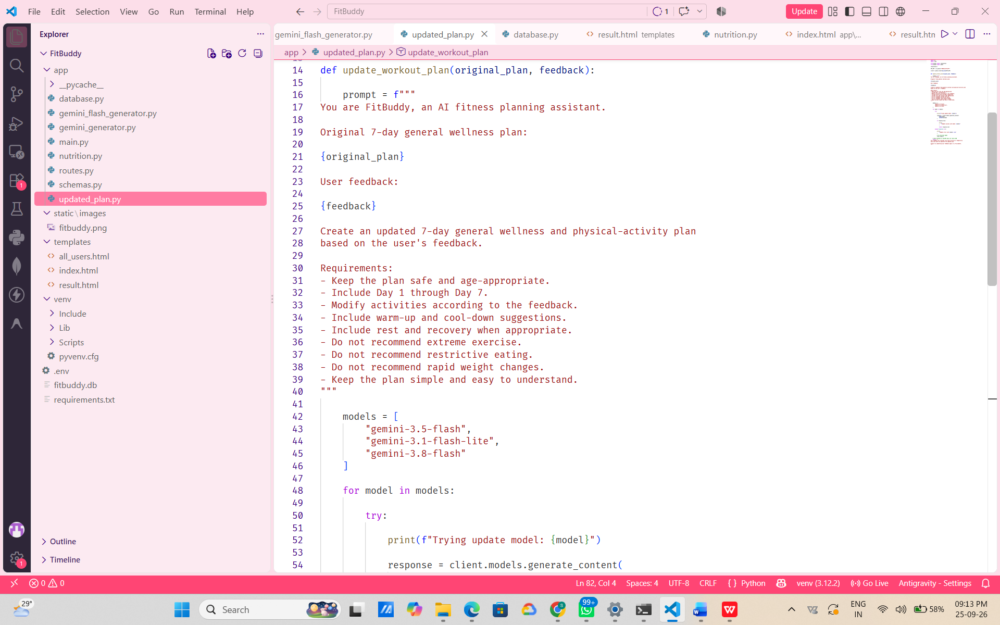 File Edit Selection View Go Run Terminal Help
FitBuddy
1
Update
Explorer
FitBuddy
app
__pycache__
database.py
gemini_flash_generator.py
gemini_generator.py
main.py
nutrition.py
routes.py
schemas.py
updated_plan.py
static\images
fitbuddy.png
templates
all_users.html
index.html
result.html
venv
Include
Lib
Scripts
pyvenv.cfg
.env
fitbuddy.db
requirements.txt
Outline
Timeline
1
1
gemini_flash_generator.py updated_plan.py database.py result.html templates nutrition.py index.html app\... result.htn
app > updated_plan.py > update_workout_plan
14 def update_workout_plan(original_plan, feedback):
15
16 prompt = f"""
17 You are FitBuddy, an AI fitness planning assistant.
18
19 Original 7-day general wellness plan:
20
21 {original_plan}
22
23 User feedback:
24
25 {feedback}
26
27 Create an updated 7-day general wellness and physical-activity plan
28 based on the user's feedback.
29
30 Requirements:
31 - Keep the plan safe and age-appropriate.
32 - Include Day 1 through Day 7.
33 - Modify activities according to the feedback.
34 - Include warm-up and cool-down suggestions.
35 - Include rest and recovery when appropriate.
36 - Do not recommend extreme exercise.
37 - Do not recommend restrictive eating.
38 - Do not recommend rapid weight changes.
39 - Keep the plan simple and easy to understand.
40 """
41
42 models = [
43 "gemini-3.5-flash",
44 "gemini-3.1-flash-lite",
45 "gemini-3.8-flash"
46 ]
47
48 for model in models:
49
50 try:
51
52 print(f"Trying update model: {model}")
53
54 response = client.models.generate_content(
0 0
Ln 82, Col 4 Spaces: 4 UTF-8 CRLF { } Python venv (3.12.2) Go Live Antigravity - Settings
29°
Search
99+
ENG
IN
58%
09:13 PM
25-09-26